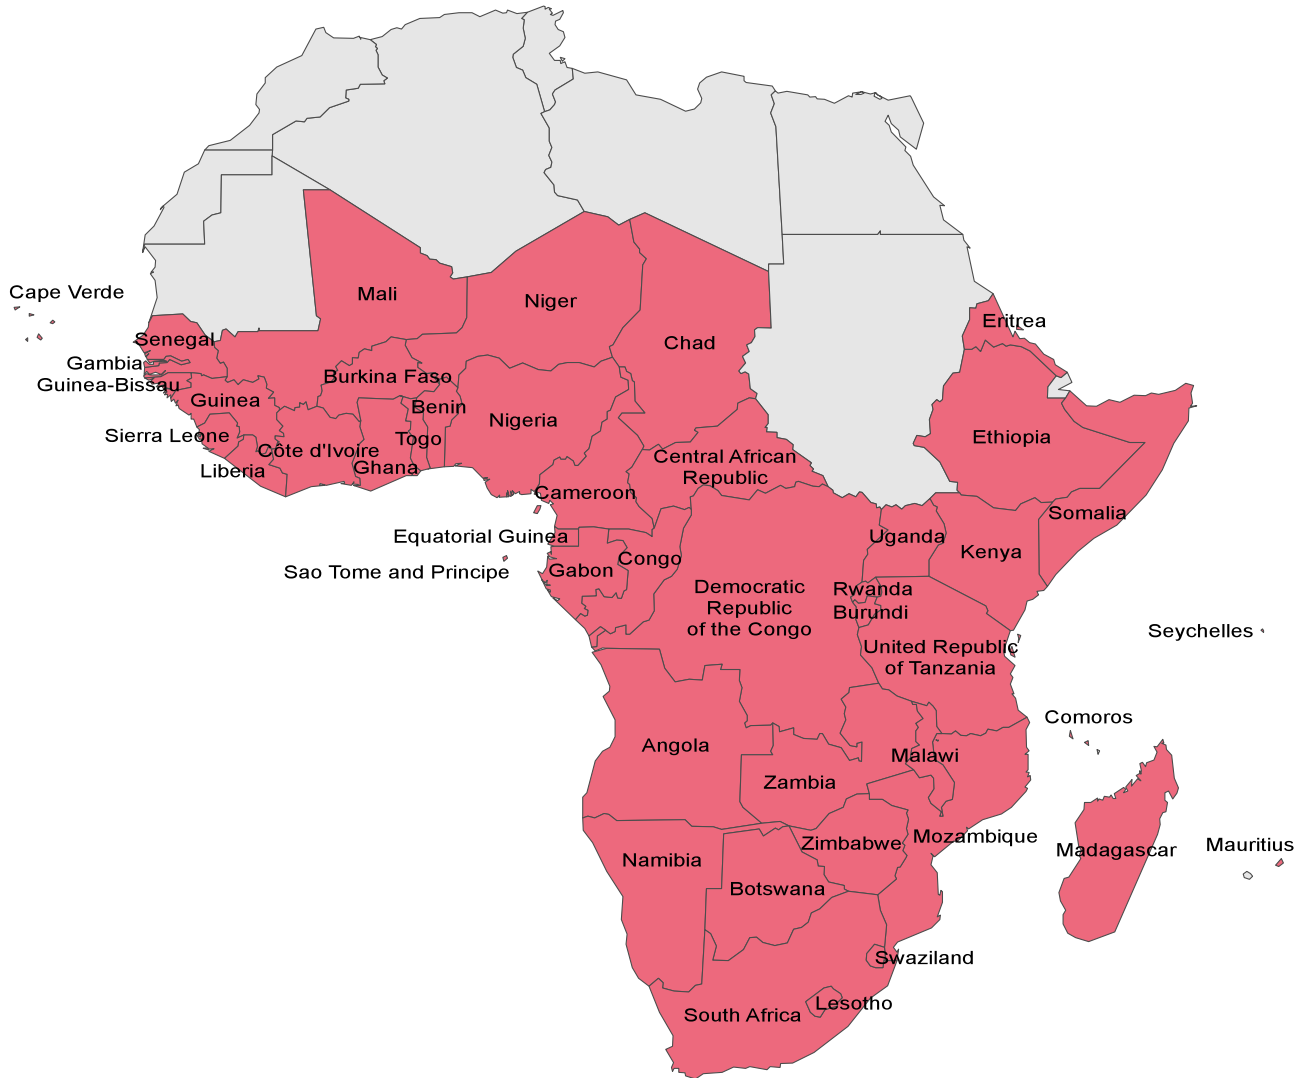 Cape Verde
Mali
Niger
Eritrea
Senegal
Chad
Gambia
Burkina Faso
Guinea-Bissau
Guinea
Benin
Nigeria
Sierra Leone
Togo
Ethiopia
Côte d'Ivoire
Central African
Republic
Liberia
Ghana
Cameroon
Somalia
Equatorial Guinea
Uganda
Kenya
Congo
Sao Tome and Principe
Gabon
Democratic
Republic
of the Congo
Rwanda
Burundi
Seychelles
United Republic
of Tanzania
Comoros
Angola
Malawi
Zambia
Mozambique
Zimbabwe
Mauritius
Madagascar
Namibia
Botswana
Swaziland
Lesotho
South Africa